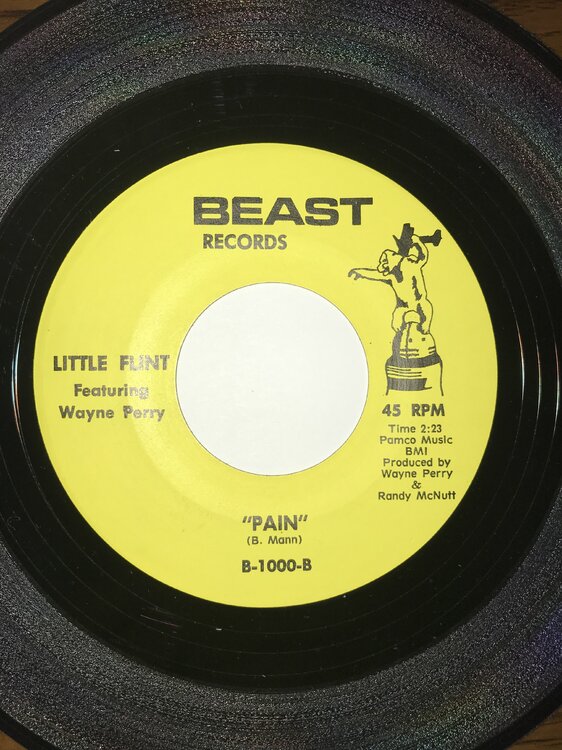 BEAST
RECORDS
LITTLE FLINT
Featuring
Wayne Perry
45 RPM
Time 2:23
Pamco Music
BMI
Produced by
Wayne Perry
&
Randy McNutt
"PAIN"
(B. Mann)
B-1000-B